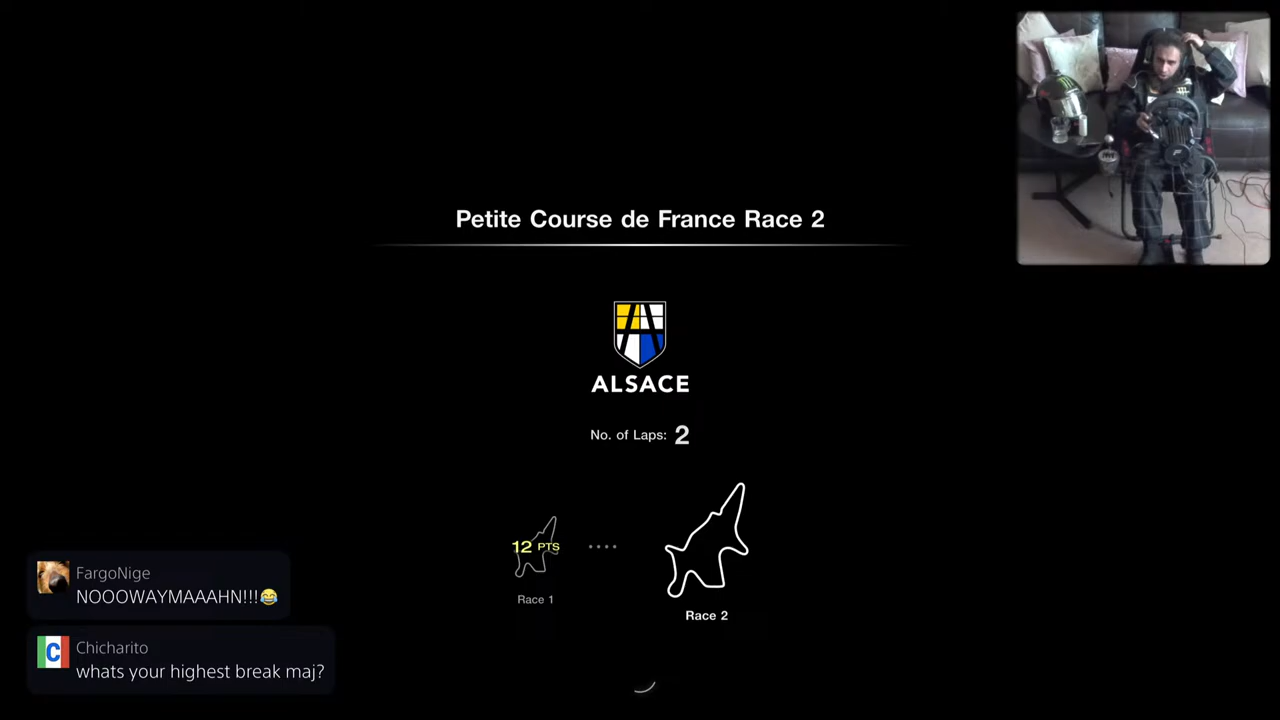 Petite Course de France Race 2
ALSACE
No. of Laps: 2
12 PTS
Race 1
Race 2
FargoNige
NOOOWAYMAAAHN!!!😂
C
Chicharito
whats your highest break maj?